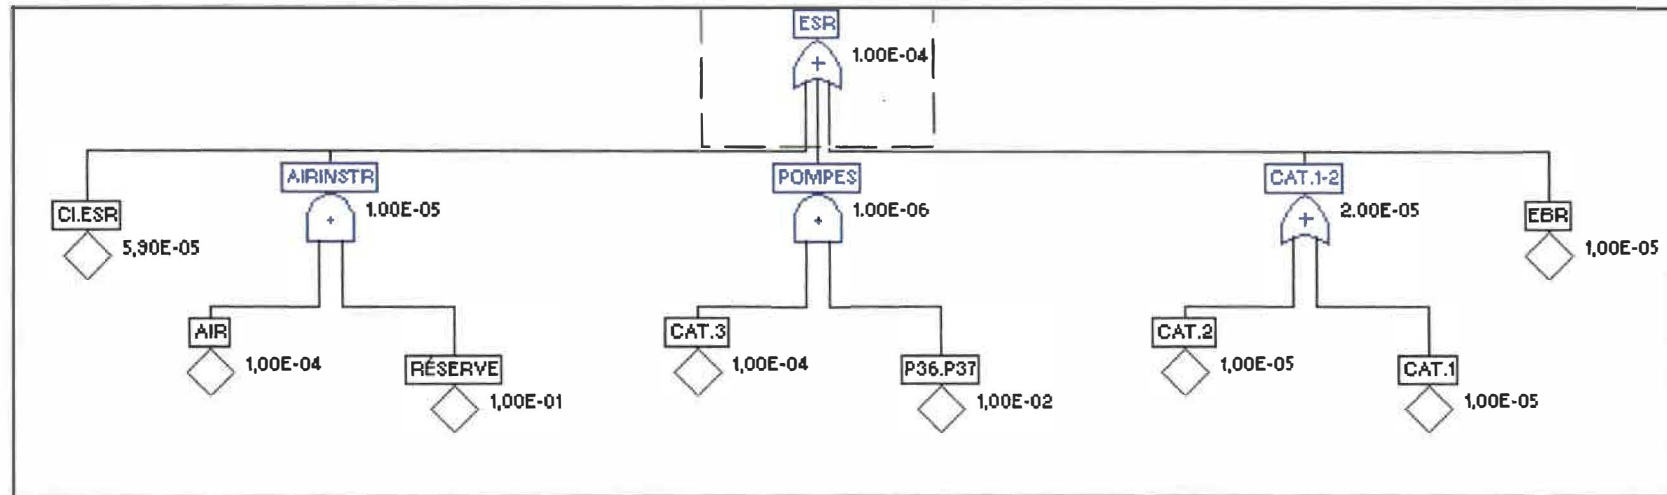 ESR
1.00E-04
AIRINSTR
1.00E-05
POMPES
1.00E-06
CAT.1-2
2.00E-05
CI.ESR
5,90E-05
EBR
1,00E-05
AIR
1,00E-04
RÉSERVE
1,00E-01
CAT.3
1,00E-04
P36.P37
1,00E-02
CAT.2
1,00E-05
CAT.1
1,00E-05